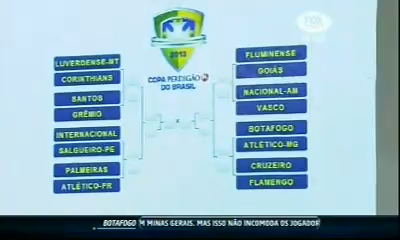 FOX
2013
COPA PERDIGÃO
DO BRASIL
LUVERDENSE-MT
CORINTHIANS
SANTOS
GRÊMIO
INTERNACIONAL
SALGUEIRO-PE
PALMEIRAS
ATLÉTICO-PR
FLUMINENSE
GOIÁS
NACIONAL-AM
VASCO
BOTAFOGO
ATLÉTICO-MG
CRUZEIRO
FLAMENGO
X
BOTAFOGO M MINAS GERAIS. MAS ISSO NÃO INCOMODA OS JOGADOR